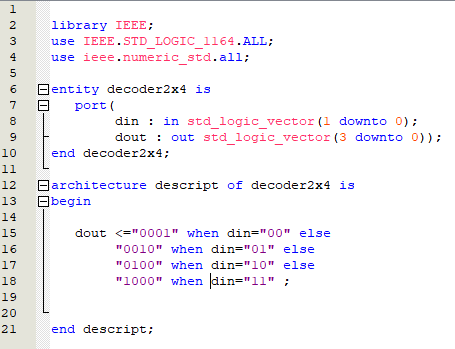 1
2 library IEEE;
3 use IEEE.STD_LOGIC_1164.ALL;
4 use ieee.numeric_std.all;
5
6 entity decoder2x4 is
7 port(
8 din : in std_logic_vector(1 downto 0);
9 dout : out std_logic_vector(3 downto 0));
10 end decoder2x4;
11
12 architecture descript of decoder2x4 is
13 begin
14
15 dout <="0001" when din="00" else
16 "0010" when din="01" else
17 "0100" when din="10" else
18 "1000" when din="11" ;
19
20
21 end descript;